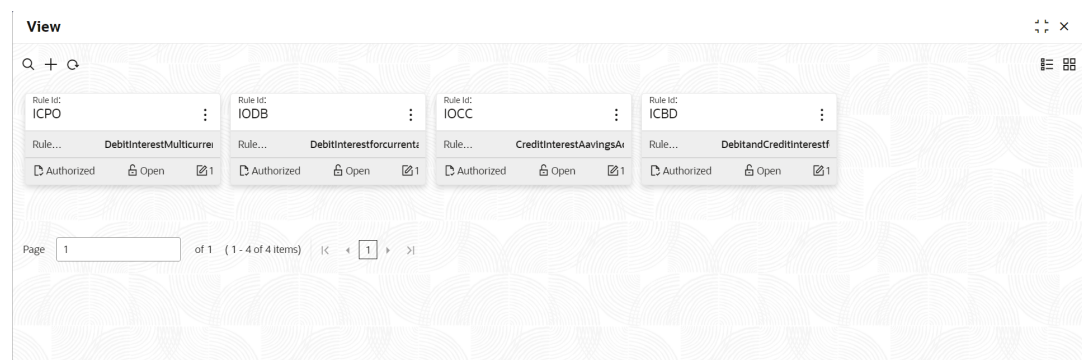 View
Rule Id: Rule Id: Rule Id: Rule Id:
ICPO IODB IOCC ICBD
Rule... DebitInterestMulticurre Rule... DebitInterestforcurrenta Rule... CreditInterestAavingsA Rule... DebitandCreditInterestf
Authorized Open 1 Authorized Open 1 Authorized Open 1 Authorized Open 1
Page 1 of 1 ( 1 - 4 of 4 items) 1